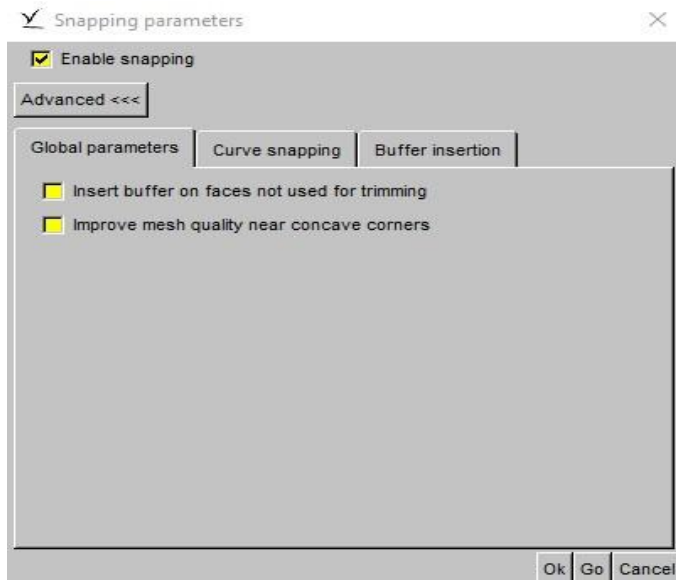 Snapping parameters
Enable snapping
Advanced <<<
Global parameters Curve snapping Buffer insertion
Insert buffer on faces not used for trimming
Improve mesh quality near concave corners
Ok Go Cancel